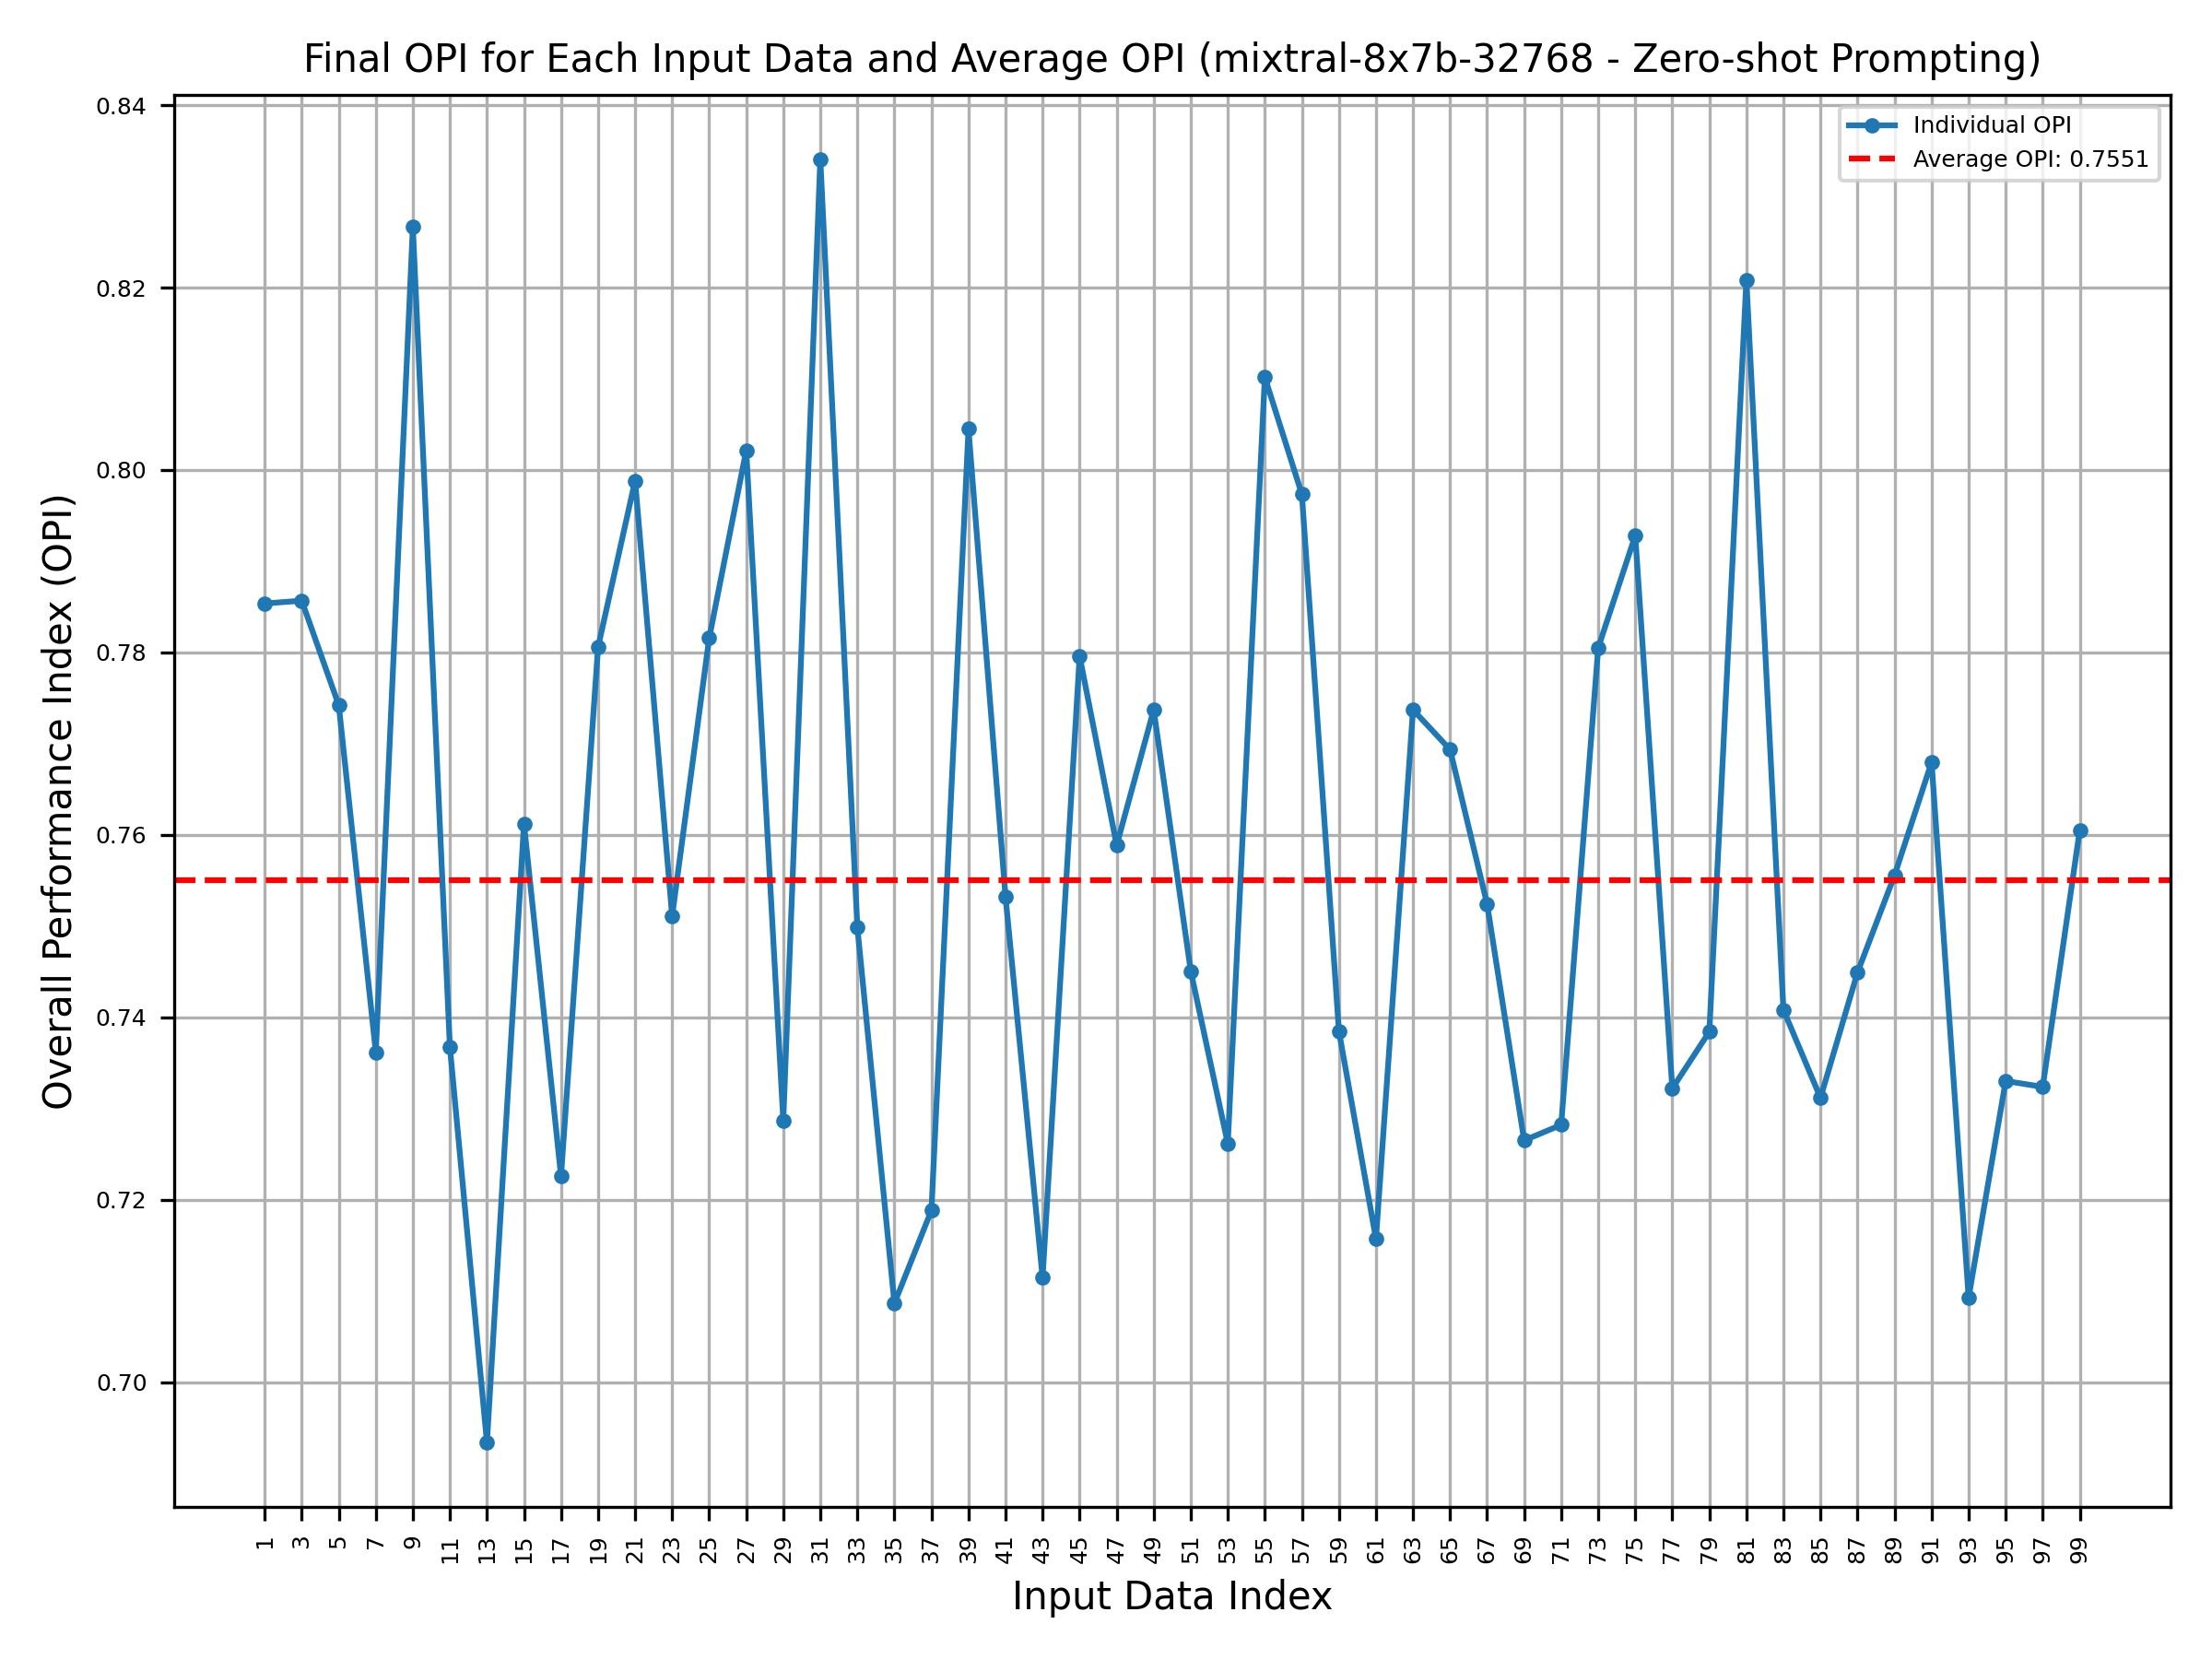 Final OPI for Each Input Data and Average OPI (mixtral-8x7b-32768 - Zero-shot Prompting)
Individual OPI
Average OPI: 0.7551
Overall Performance Index (OPI)
0.84
0.82
0.80
0.78
0.76
0.74
0.72
0.70
1 3 5 7 9 11 13 15 17 19 21 23 25 27 29 31 33 35 37 39 41 43 45 47 49 51 53 55 57 59 61 63 65 67 69 71 73 75 77 79 81 83 85 87 89 91 93 95 97 99
Input Data Index